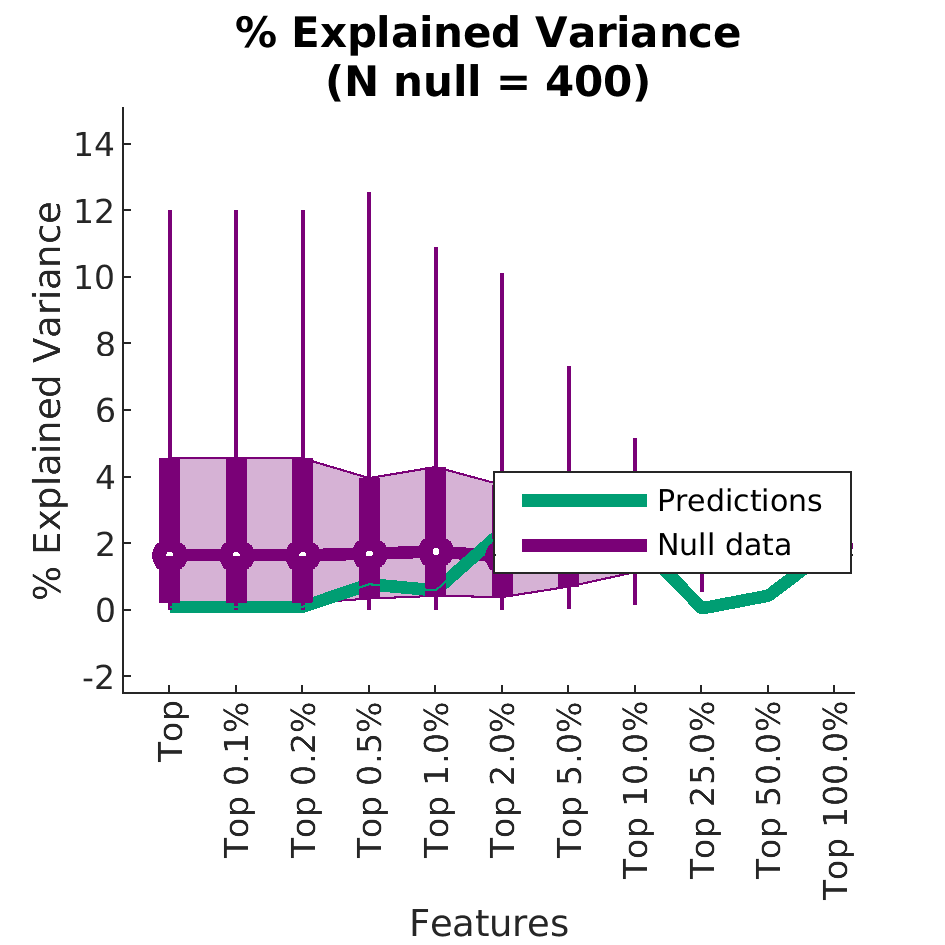 % Explained Variance
(N null = 400)
% Explained Variance
14
12
10
8
6
4
2
0
-2
Predictions
Null data
Top
Top 0.1%
Top 0.2%
Top 0.5%
Top 1.0%
Top 2.0%
Top 5.0%
Top 10.0%
Top 25.0%
Top 50.0%
Top 100.0%
Features